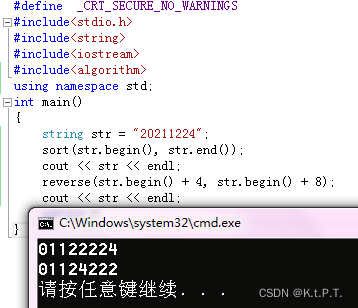 #define  _CRT_SECURE_NO_WARNINGS
#include<stdio.h>
#include<string>
#include<iostream>
#include<algorithm>
using namespace std;
int main()
{
string str = "20211224";
sort(str.begin(), str.end());
cout << str << endl;
reverse(str.begin() + 4, str.begin() + 8);
cout << str << endl;
}
C:\Windows\system32\cmd.exe
01122224
01124222
请按任意键继续. . .
CSDN @K.t.P.T.